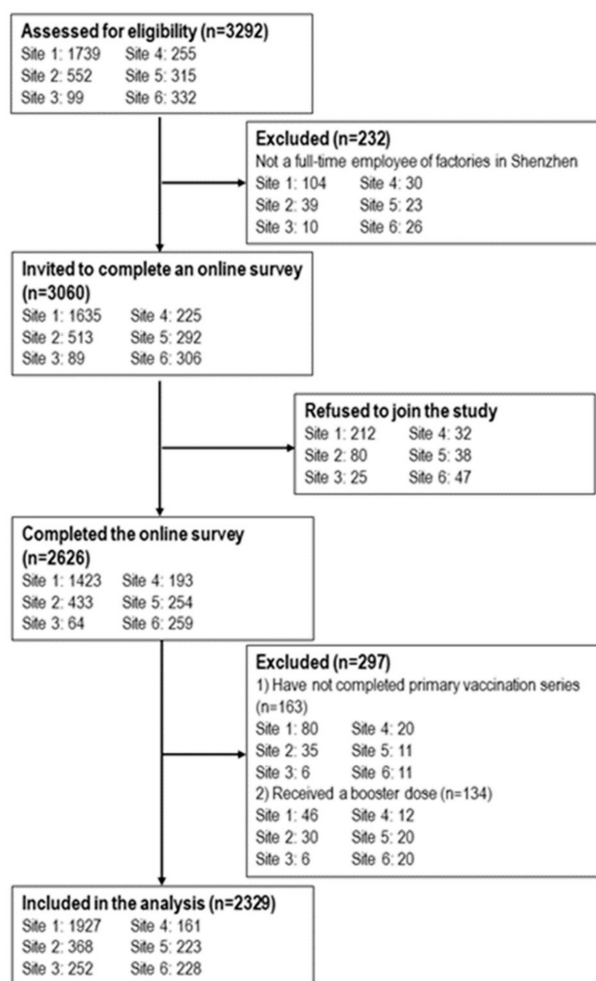 Assessed for eligibility (n=3292)
Site 1: 1739 Site 4: 255
Site 2: 552 Site 5: 315
Site 3: 99 Site 6: 332
Excluded (n=232)
Not a full-time employee of factories in Shenzhen
Site 1: 104 Site 4: 30
Site 2: 39 Site 5: 23
Site 3: 10 Site 6: 26
Invited to complete an online survey
(n=3060)
Site 1: 1635 Site 4: 225
Site 2: 513 Site 5: 292
Site 3: 89 Site 6: 306
Refused to join the study
Site 1: 212 Site 4: 32
Site 2: 80 Site 5: 38
Site 3: 25 Site 6: 47
Completed the online survey
(n=2626)
Site 1: 1423 Site 4: 193
Site 2: 433 Site 5: 254
Site 3: 64 Site 6: 259
Excluded (n=297)
1) Have not completed primary vaccination series
(n=163)
Site 1: 80 Site 4: 20
Site 2: 35 Site 5: 11
Site 3: 6 Site 6: 11
2) Received a booster dose (n=134)
Site 1: 46 Site 4: 12
Site 2: 30 Site 5: 20
Site 3: 6 Site 6: 20
Included in the analysis (n=2329)
Site 1: 1927 Site 4: 161
Site 2: 368 Site 5: 223
Site 3: 252 Site 6: 228